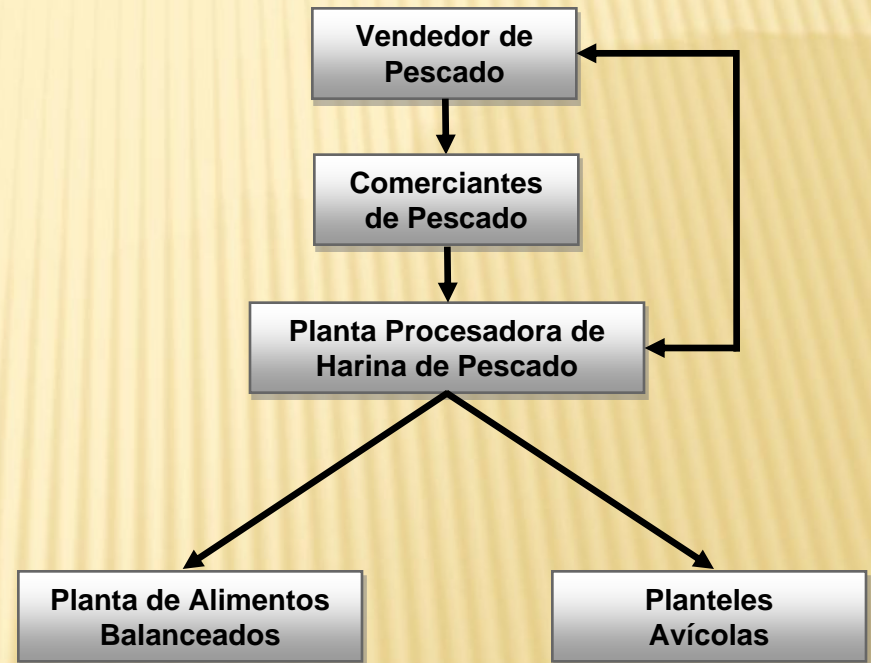 Vendedor de
Pescado
Comerciantes
de Pescado
Planta Procesadora de
Harina de Pescado
Planta de Alimentos
Balanceados
Planteles
Avícolas